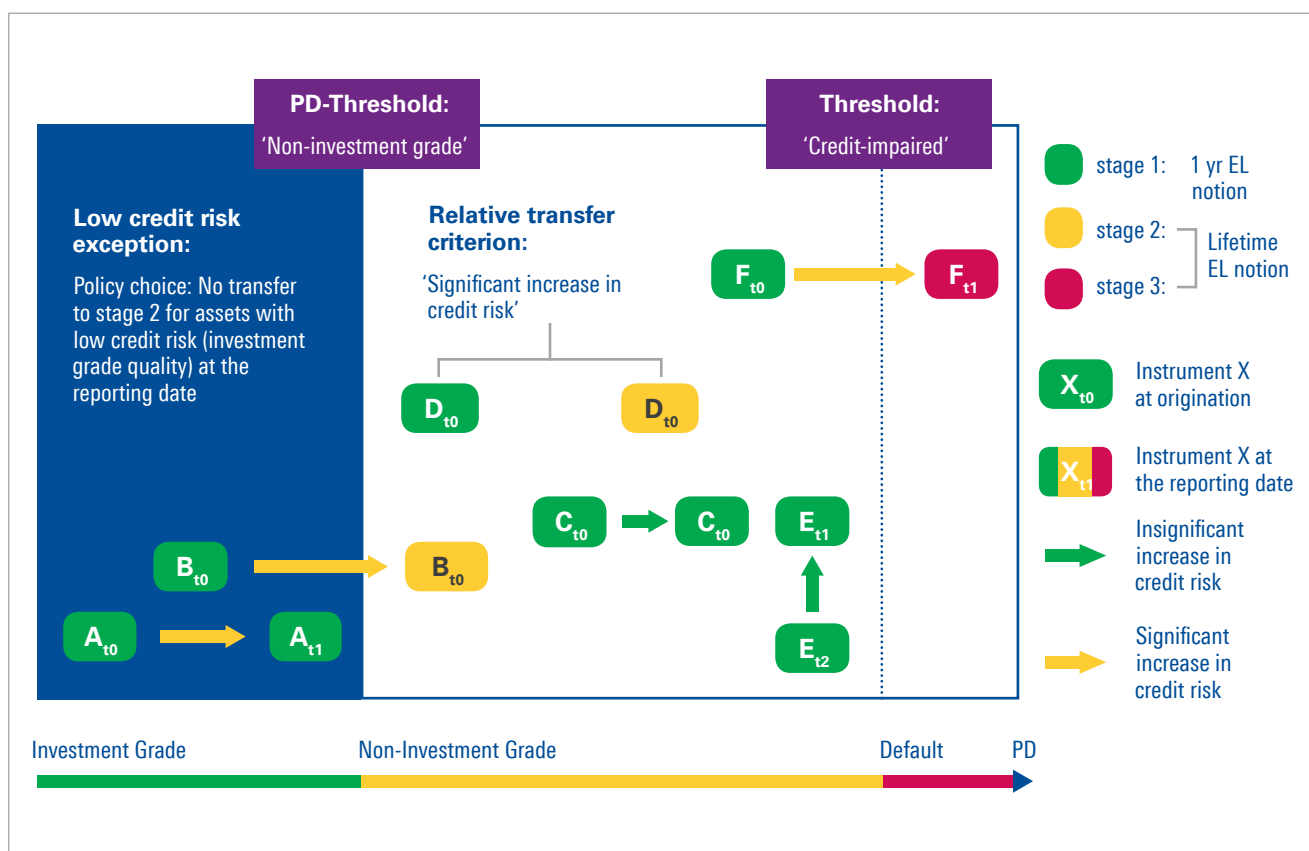 PD-Threshold:
'Non-investment grade'
Threshold:
'Credit-impaired'
Low credit risk
exception:
Policy choice: No transfer
to stage 2 for assets with
low credit risk (investment
grade quality) at the
reporting date
Relative transfer
criterion:
'Significant increase in
credit risk'
F t0
F t1
D t0
D t0
C t0
C t0
E t1
B t0
B t0
A t0
A t1
E t2
stage 1: 1 yr EL
notion
stage 2:
Lifetime
EL notion
stage 3:
X t0
Instrument X
at origination
X t1
Instrument X at
the reporting date
Insignificant
increase in
credit risk
Significant
increase in
credit risk
Investment Grade
Non-Investment Grade
Default
PD